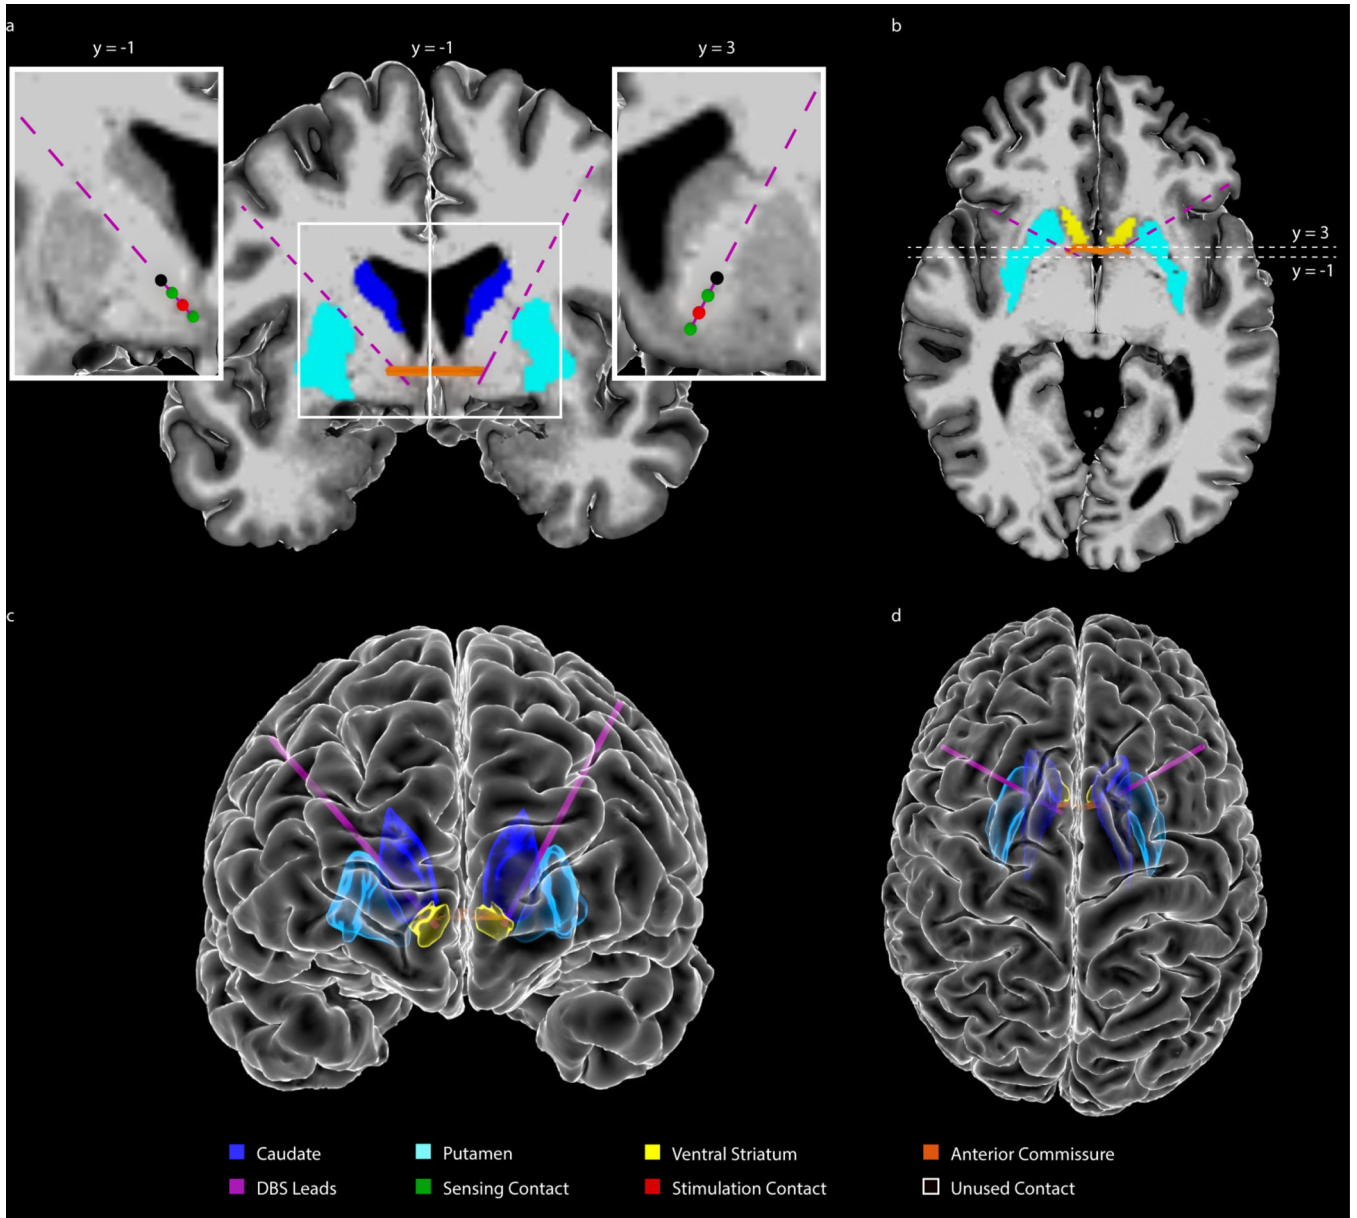 a
b
y = -1
y = -1
y = 3
y = 3
y = -1
c
d
Caudate
Putamen
Ventral Striatum
Anterior Commissure
DBS Leads
Sensing Contact
Stimulation Contact
Unused Contact